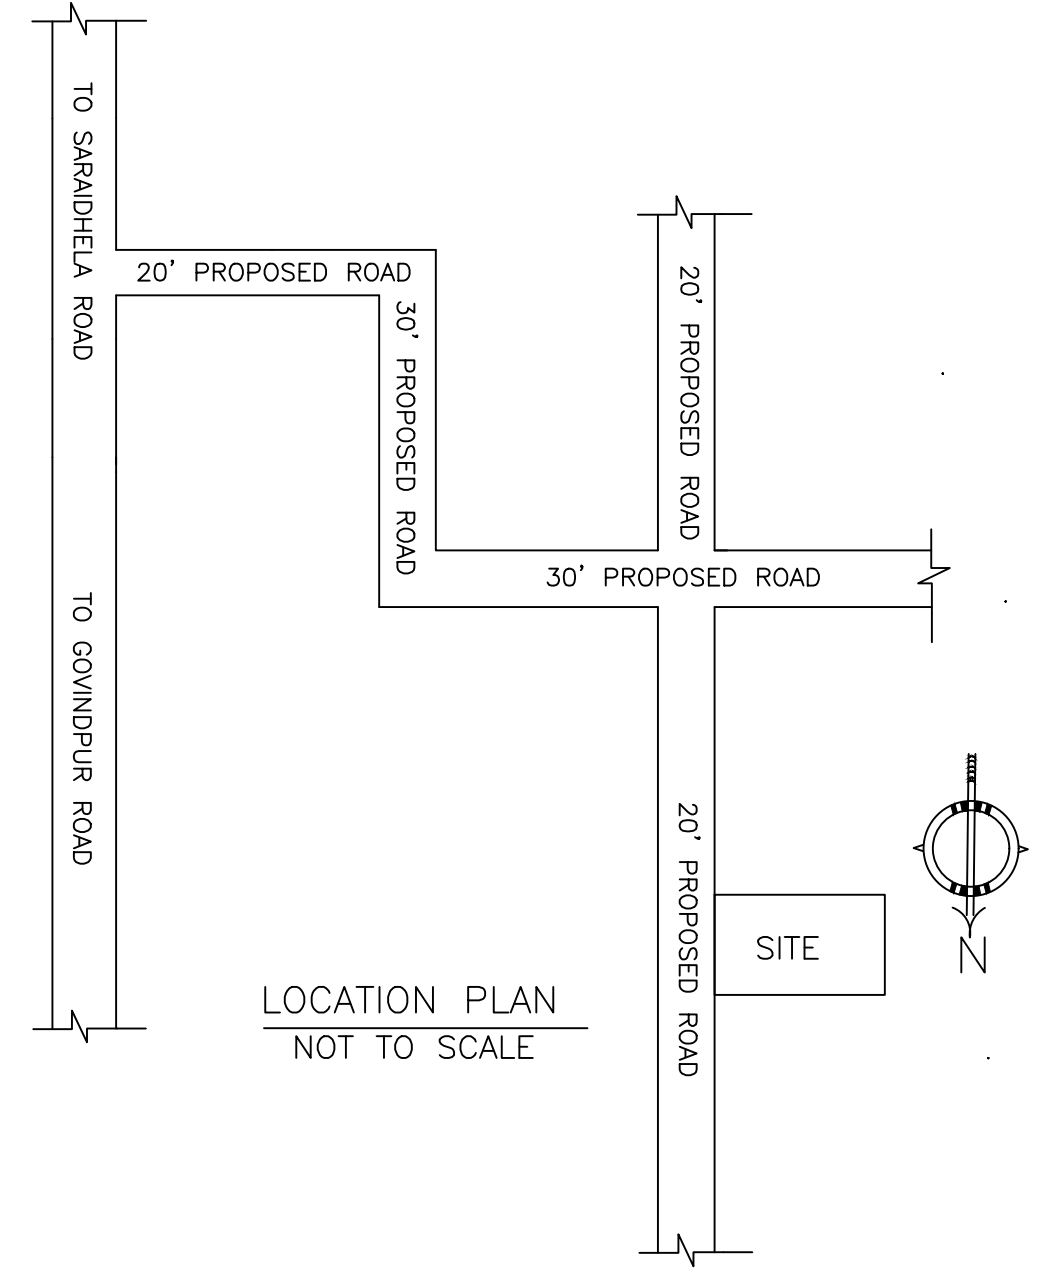 TO SARAIDHELA ROAD
20' PROPOSED ROAD
30' PROPOSED ROAD
20' PROPOSED ROAD
30' PROPOSED ROAD
TO GOVINDPUR ROAD
20' PROPOSED ROAD
SITE
N
LOCATION PLAN
NOT TO SCALE